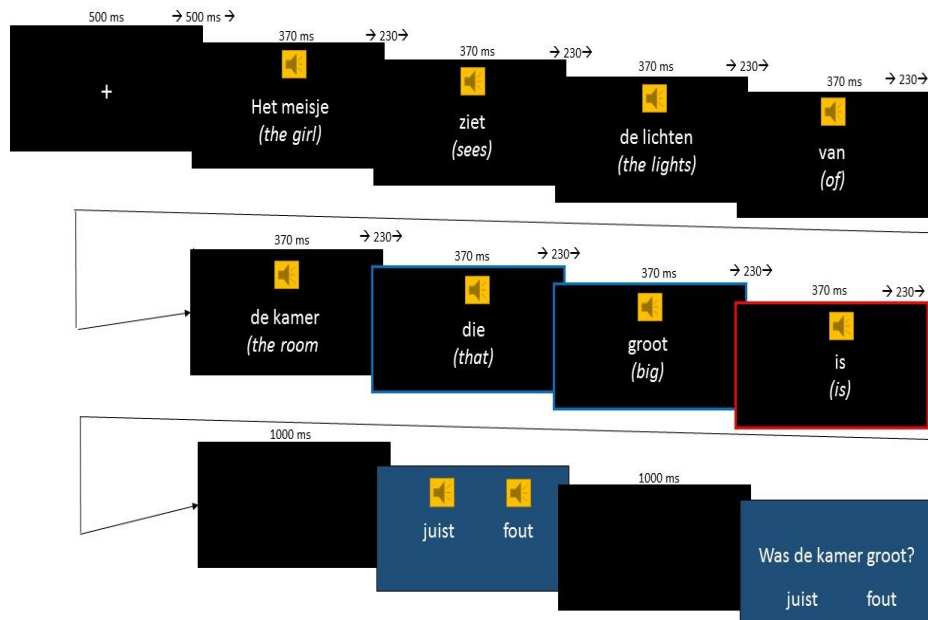 500 ms → 500 ms →
370 ms → 230→
370 ms → 230→
370 ms → 230→
370 ms → 230→
+
Het meisje
(the girl)
ziet
(sees)
de lichten
(the lights)
van
(of)
370 ms → 230→
370 ms → 230→
370 ms → 230→
370 ms → 230→
de kamer
(the room
die
(that)
groot
(big)
is
(is)
1000 ms
juist fout
1000 ms
Was de kamer groot?
juist fout